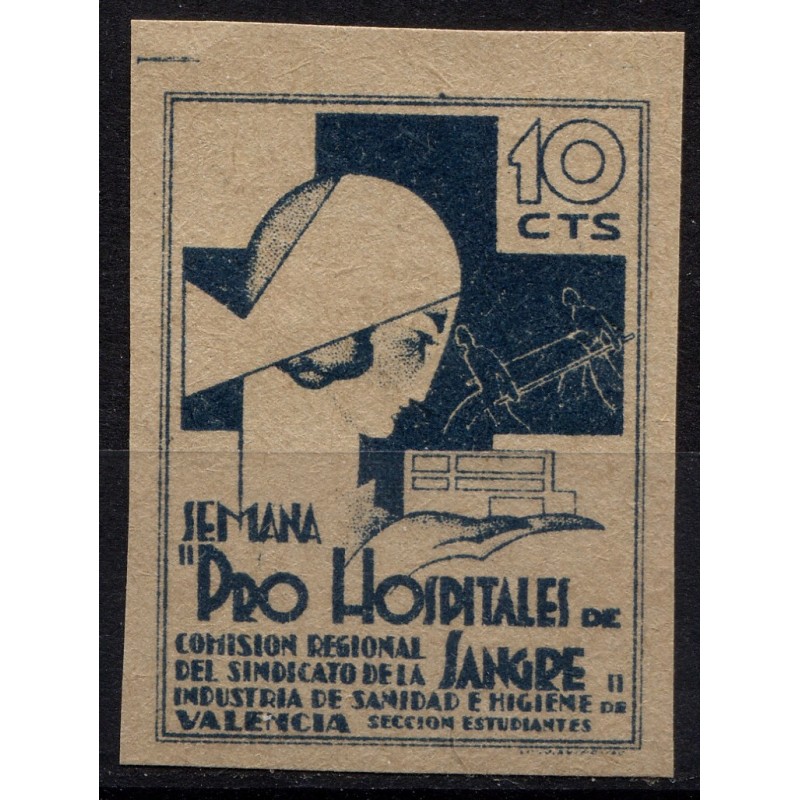 10
CTS
SEMANA
"PRO HOSPITALES DE
COMISION REGIONAL
DEL SINDICATO DE LA SANGRE "
INDUSTRIA DE SANIDAD E HIGIENE DE
VALENCIA SECCION ESTUDIANTES